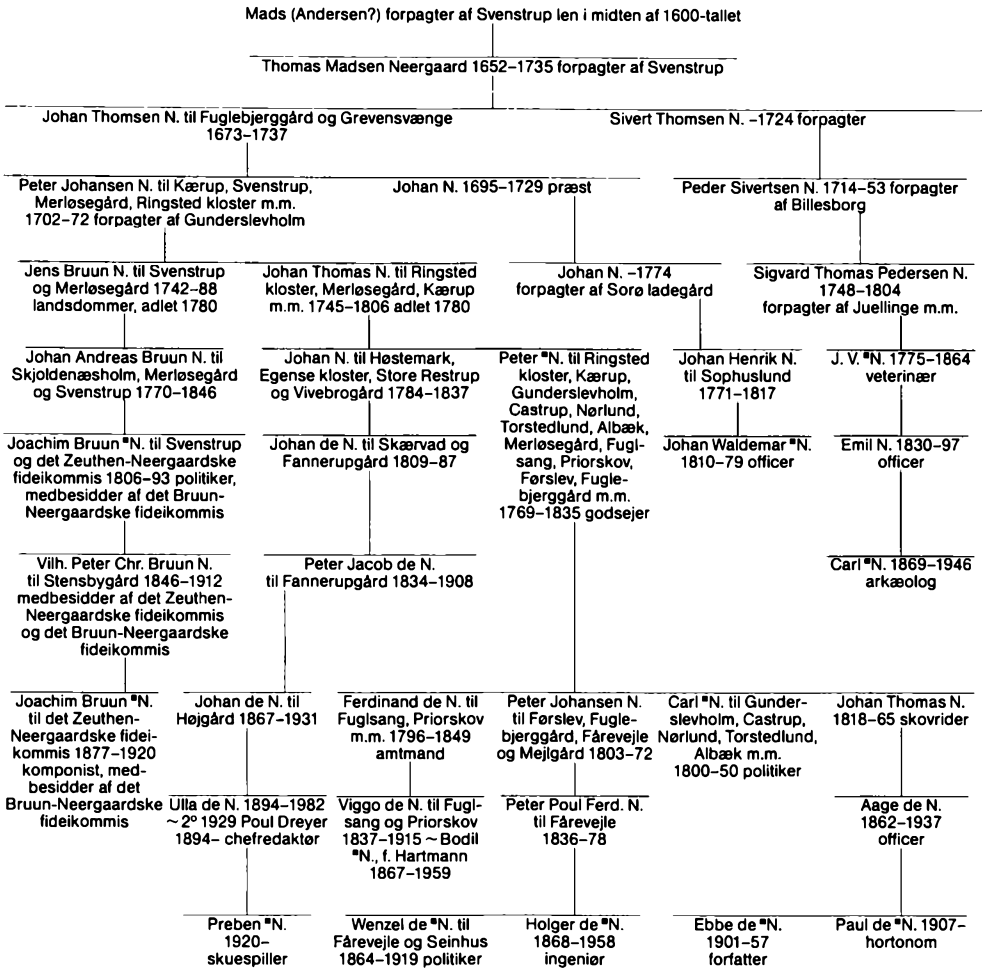 Mads (Andersen?) forpagter af Svenstrup len i midten af 1600-tallet
Thomas Madsen Neergaard 1652–1735 forpagter af Svenstrup
Johan Thomsen N. til Fuglebjerggård og Grevensvænge
1673–1737
Sivert Thomsen N. –1724 forpagter
Peter Johansen N. til Kærup, Svenstrup,
Merløsegård, Ringsted kloster m.m.
1702–72 forpagter af Gunderslevholm
Johan N. 1695–1729 præst
Peder Sivertsen N. 1714–53 forpagter
af Billesborg
Jens Bruun N. til Svenstrup
og Merløsegård 1742–88
landsdommer, adlet 1780
Johan Thomas N. til Ringsted
kloster, Merløsegård, Kærup
m.m. 1745–1806 adlet 1780
Johan N. –1774
forpagter af Sorø ladegård
Sigvard Thomas Pedersen N.
1748–1804
forpagter af Juellinge m.m.
Johan Andreas Bruun N. til
Skjoldenæsholm, Merløsegård
og Svenstrup 1770–1846
Johan N. til Høstemark,
Egense kloster, Store Restrup
og Vivebrogård 1784–1837
Peter ■N. til Ringsted
kloster, Kærup,
Gunderslevholm,
Castrup, Nørlund,
Torstedlund, Albæk,
Merløsegård, Fugl-
sang, Priorskov,
Førslev, Fugle-
bjerggård m.m.
1769–1835 godsejer
Johan Henrik N.
til Sophuslund
1771–1817
J. V. ■N. 1775–1864
veterinær
Joachim Bruun ■N. til Svenstrup
og det Zeuthen-Neergaardske
fideikommis 1806–93 politiker,
medbesidder af det Bruun-
Neergaardske fideikommis
Johan de N. til Skærvad og
Fannerupgård 1809–87
Johan Waldemar ■N.
1810–79 officer
Emil N. 1830–97
officer
Vilh. Peter Chr. Bruun N.
til Stensbygård 1846–1912
medbesidder af det Zeuthen-
Neergaardske fideikommis
og det Bruun-Neergaardske
fideikommis
Peter Jacob de N.
til Fannerupgård 1834–1908
Carl ■N. 1869–1946
arkæolog
Joachim Bruun ■N.
til det Zeuthen-
Neergaardske fidei-
kommis 1877–1920
komponist, med-
besidder af det
Bruun-Neergaardske
fideikommis
Johan de N. til
Højgård 1867–1931
Ferdinand de N. til
Fuglsang, Priorskov
m.m. 1796–1849
amtmand
Peter Johansen N.
til Førslev, Fugle-
bjerggård, Fårevejle
og Mejlgård 1803–72
Carl ■N. til Gunder-
slevholm, Castrup,
Nørlund, Torstedlund,
Albæk m.m.
1800–50 politiker
Johan Thomas N.
1818–65 skovrider
Ulla de N. 1894–1982
~ 2º 1929 Poul Dreyer
1894– chefredaktør
Viggo de N. til Fugl-
sang og Priorskov
1837–1915 ~ Bodil
■N., f. Hartmann
1867–1959
Peter Poul Ferd. N.
til Fårevejle
1836–78
Aage de N.
1862–1937
officer
Preben ■N.
1920–
skuespiller
Wenzel de ■N. til
Fårevejle og Seinhus
1864–1919 politiker
Holger de ■N.
1868–1958
ingeniør
Ebbe de ■N.
1901–57
forfatter
Paul de ■N. 1907–
hortonom